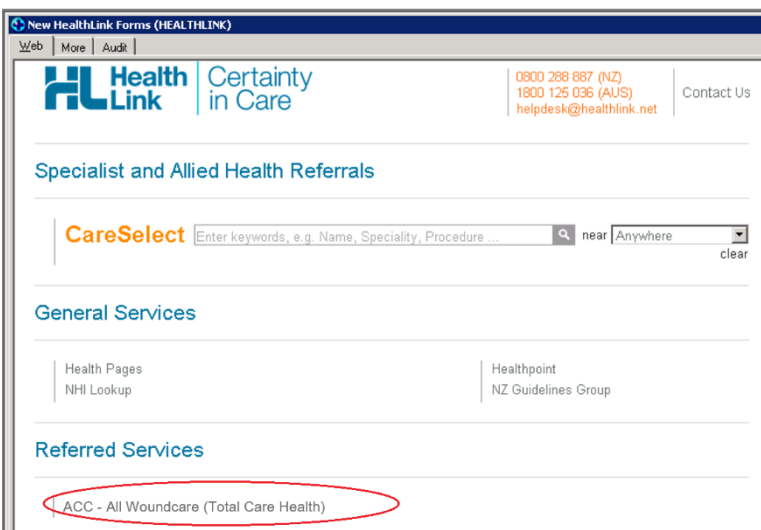 New HealthLink Forms (HEALTHLINK)
Web More Audit
HL Health Link Certainty in Care
0800 288 887 (NZ)
1800 125 036 (AUS)
helpdesk@healthlink.net
Contact Us
Specialist and Allied Health Referrals
CareSelect Enter keywords, e.g. Name, Speciality, Procedure ... near Anywhere
clear
General Services
Health Pages
NHI Lookup
Healthpoint
NZ Guidelines Group
Referred Services
ACC - All Woundcare (Total Care Health)